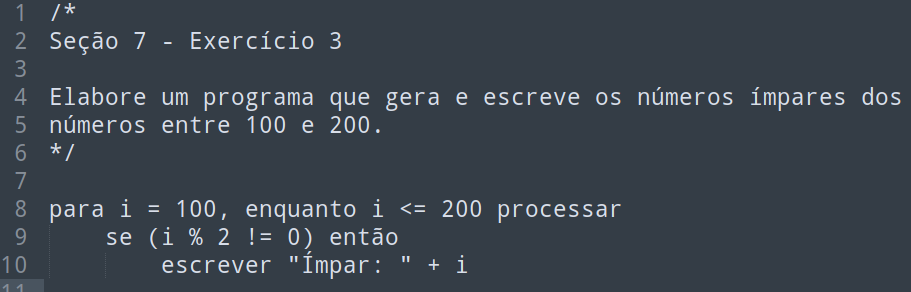 1 /*
2 Seção 7 - Exercício 3
3
4 Elabore um programa que gera e escreve os números ímpares dos
5 números entre 100 e 200.
6 */
7
8 para i = 100, enquanto i <= 200 processar
9     se (i % 2 != 0) então
10         escrever "Ímpar: " + i
11